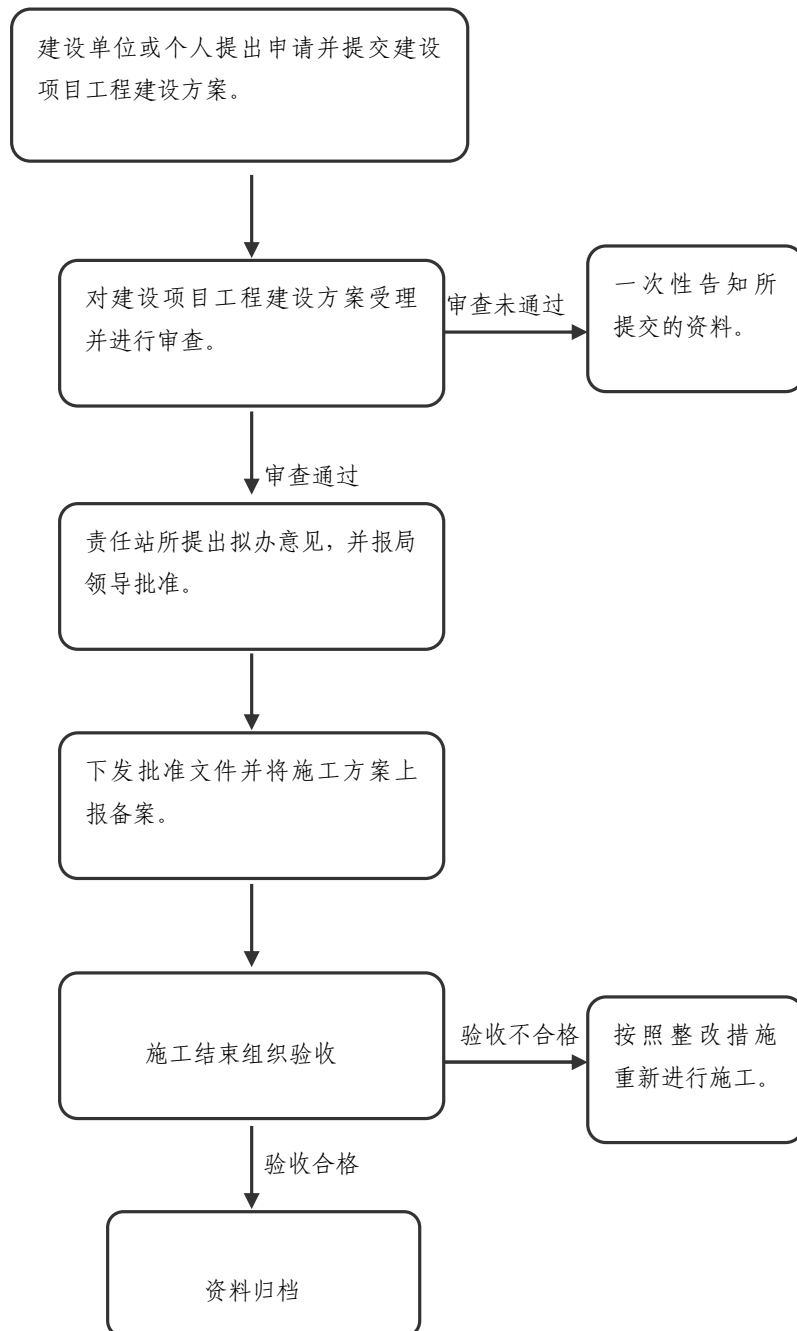 建设单位或个人提出申请并提交建设
项目工程建设方案。
对建设项目工程建设方案受理
并进行审查。
审查未通过
一次性告知所
提交的资料。
审查通过
责任站所提出拟办意见，并报局
领导批准。
下发批准文件并将施工方案上
报备案。
施工结束组织验收
验收不合格
按照整改措施
重新进行施工。
验收合格
资料归档